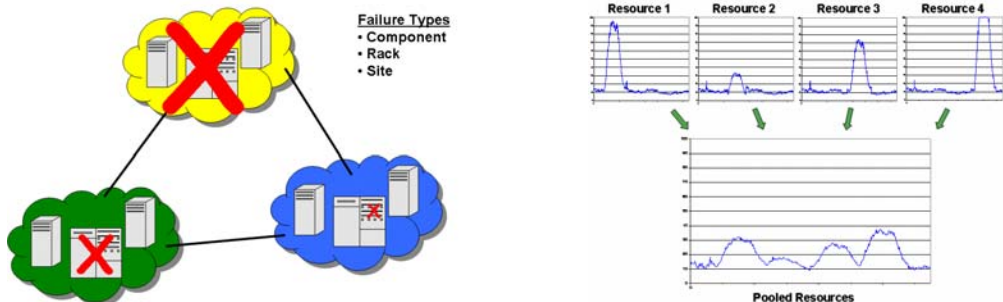 Failure Types
• Component
• Rack
• Site
Resource 1
Resource 2
Resource 3
Resource 4
Pooled Resources